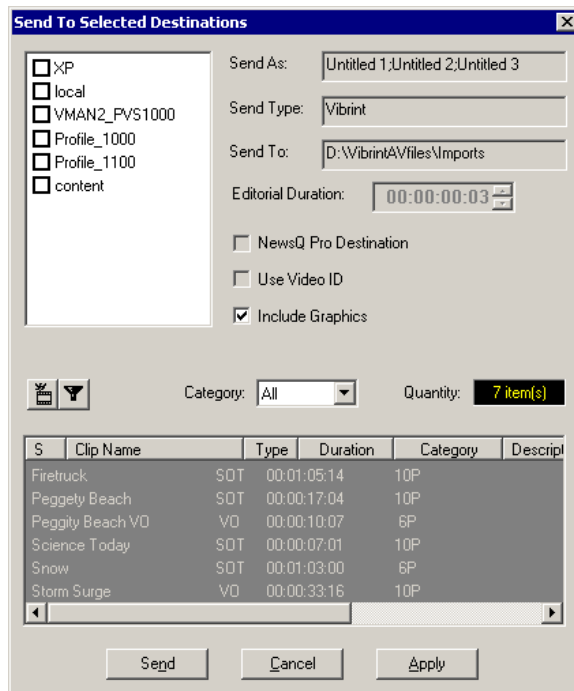 Send To Selected Destinations
XP
local
VMAN2_PVS1000
Profile_1000
Profile_1100
content
Send As: Untitled 1;Untitled 2;Untitled 3
Send Type: Vibrint
Send To: D:\VibrintAVfiles\Imports
Editorial Duration: 00:00:00:03
NewsQ Pro Destination
Use Video ID
Include Graphics
Category: All Quantity: 7 item(s)
S Clip Name Type Duration Category Descript
Firetruck SOT 00:01:05:14 10P
Peggety Beach SOT 00:00:17:04 10P
Peggity Beach VO VO 00:00:10:07 6P
Science Today SOT 00:00:07:01 10P
Snow SOT 00:01:03:00 6P
Storm Surge VO 00:00:33:16 10P
Send Cancel Apply